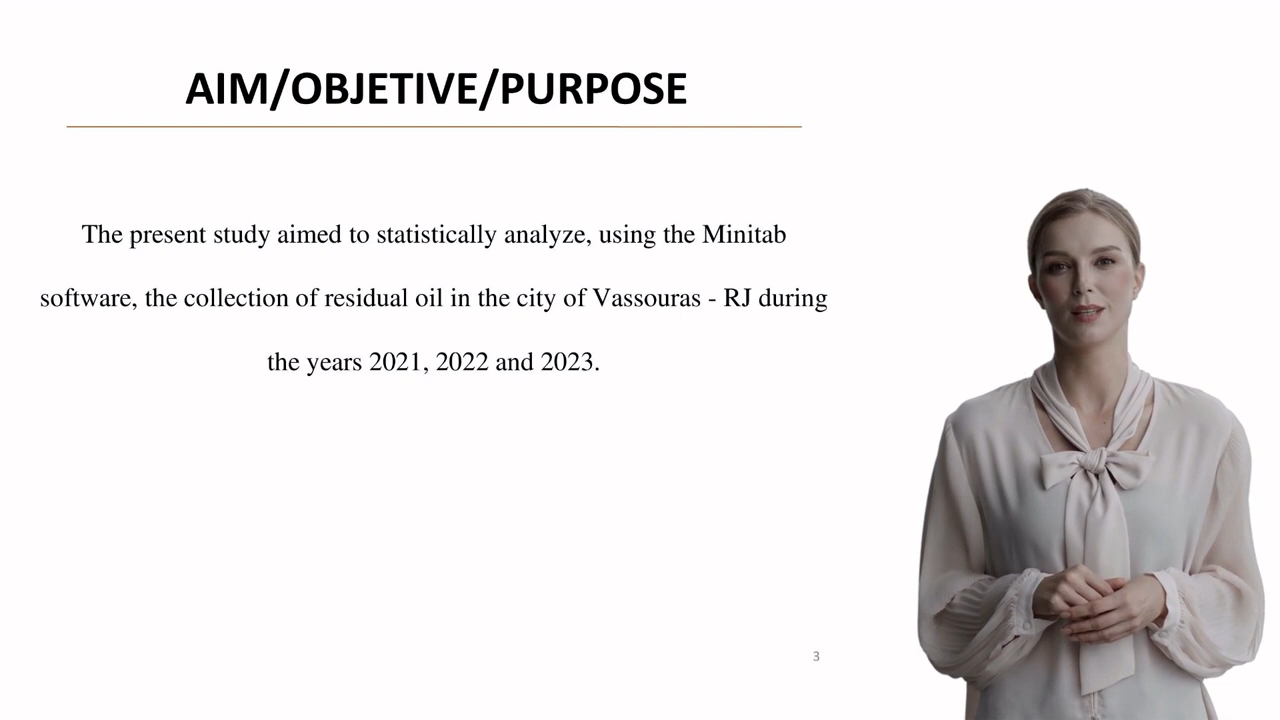 AIM/OBJETIVE/PURPOSE
The present study aimed to statistically analyze, using the Minitab
software, the collection of residual oil in the city of Vassouras - RJ during
the years 2021, 2022 and 2023.
3